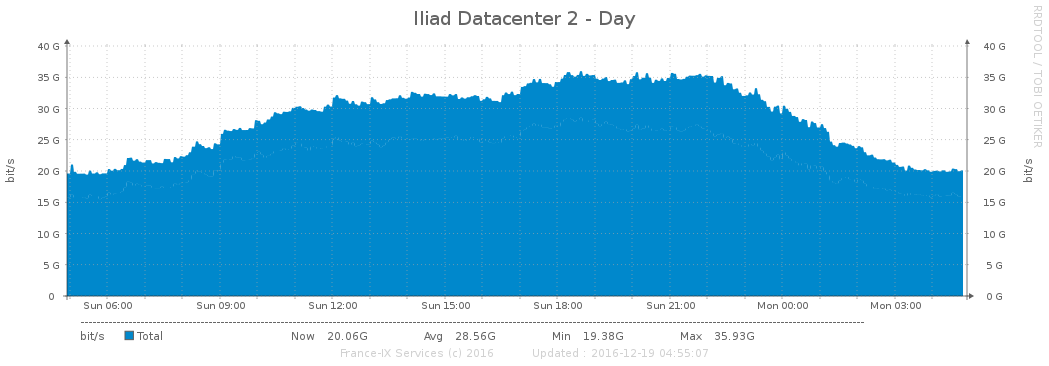 Iliad Datacenter 2 - Day
RRDTOOL / TOBI OETIKER
bit/s
40 G
35 G
30 G
25 G
20 G
15 G
10 G
5 G
0
40 G
35 G
30 G
25 G
20 G
15 G
10 G
5 G
0 G
bit/s
Sun 06:00 Sun 09:00 Sun 12:00 Sun 15:00 Sun 18:00 Sun 21:00 Mon 00:00 Mon 03:00
bit/s Total Now 20.06G Avg 28.56G Min 19.38G Max 35.93G
France-IX Services (c) 2016 Updated : 2016-12-19 04:55:07